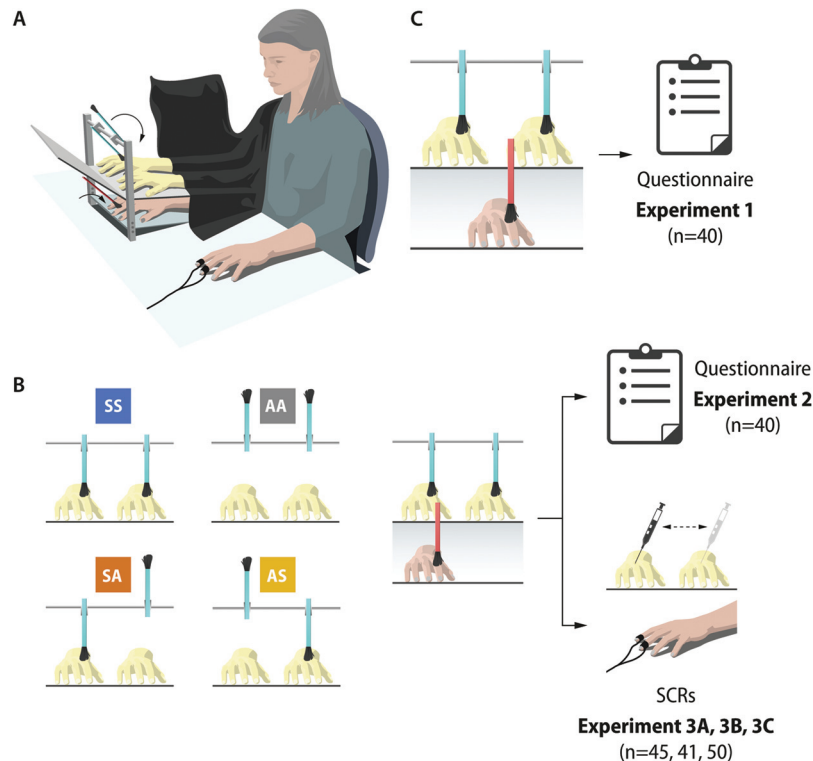 A
C
Questionnaire
Experiment 1
(n=40)
B
SS
AA
SA
AS
Questionnaire
Experiment 2
(n=40)
SCRs
Experiment 3A, 3B, 3C
(n=45, 41, 50)